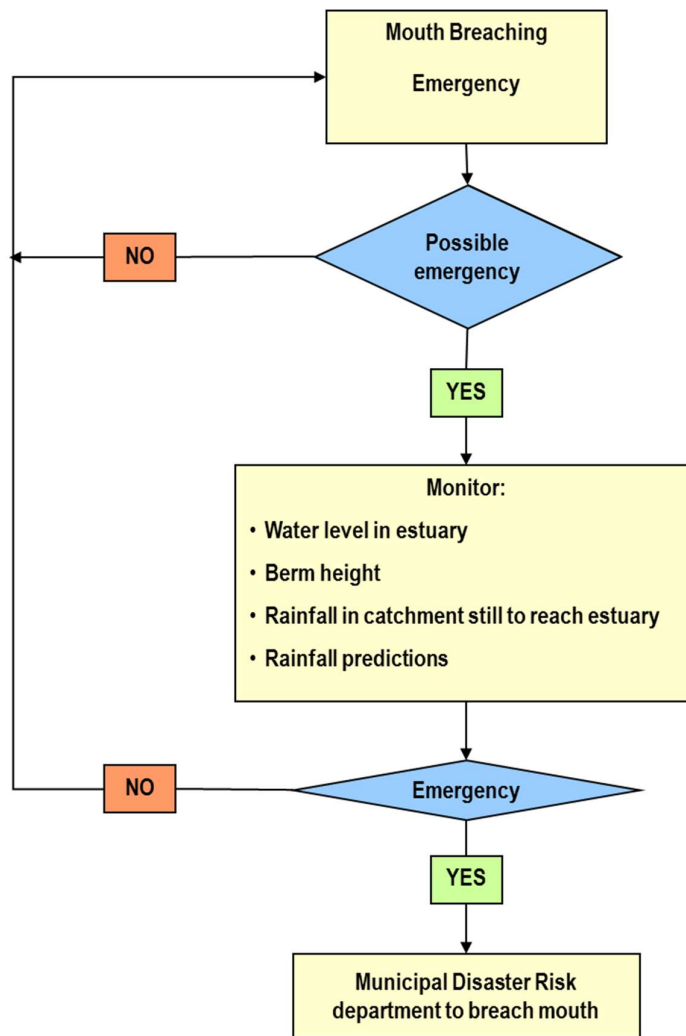 Mouth Breaching
Emergency
Possible
emergency
NO
YES
Monitor:
• Water level in estuary
• Berm height
• Rainfall in catchment still to reach estuary
• Rainfall predictions
Emergency
NO
YES
Municipal Disaster Risk
department to breach mouth